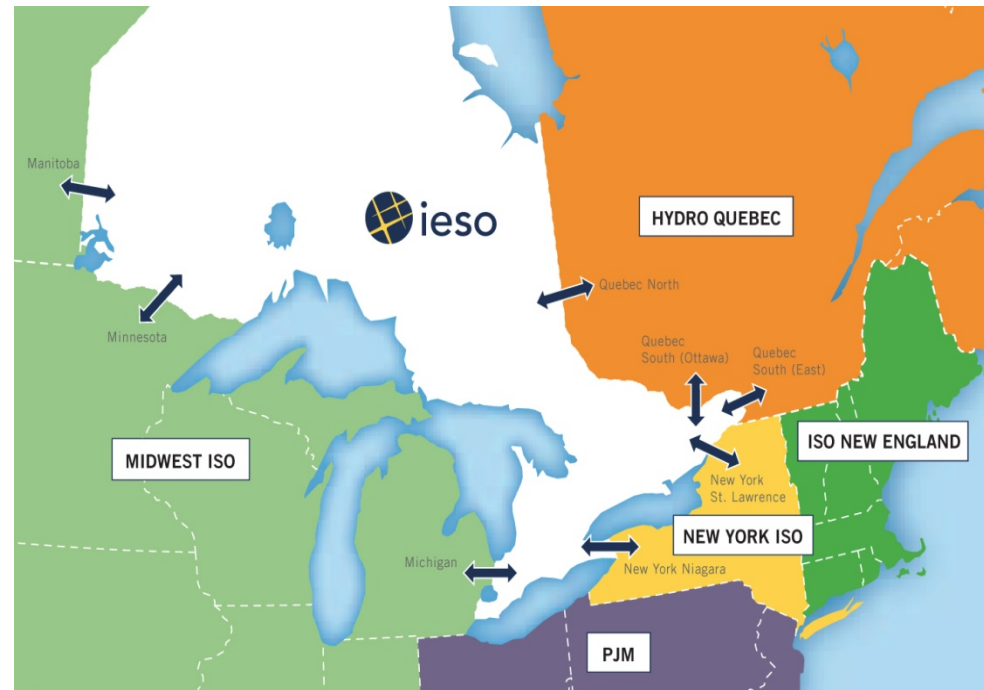 Manitoba
ieso
HYDRO QUEBEC
Quebec North
Minnesota
Quebec
South (Ottawa)
Quebec
South (East)
MIDWEST ISO
ISO NEW ENGLAND
New York
St. Lawrence
NEW YORK ISO
Michigan
New York Niagara
PJM